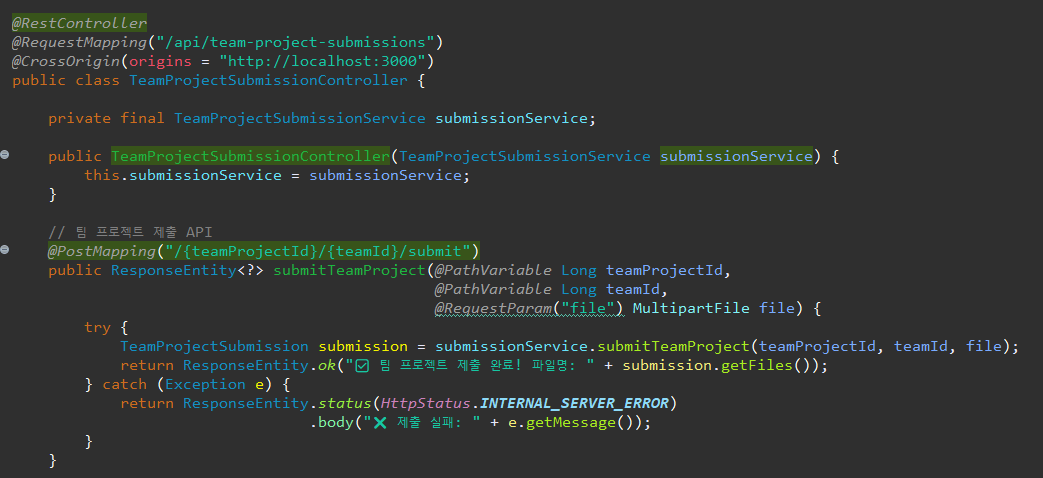 @RestController
@RequestMapping("/api/team-project-submissions")
@CrossOrigin(origins = "http://localhost:3000")
public class TeamProjectSubmissionController {
private final TeamProjectSubmissionService submissionService;
public TeamProjectSubmissionController(TeamProjectSubmissionService submissionService) {
this.submissionService = submissionService;
}
// 팀 프로젝트 제출 API
@PostMapping("/{teamProjectId}/{teamId}/submit")
public ResponseEntity<?> submitTeamProject(@PathVariable Long teamProjectId,
@PathVariable Long teamId,
@RequestParam("file") MultipartFile file) {
try {
TeamProjectSubmission submission = submissionService.submitTeamProject(teamProjectId, teamId, file);
return ResponseEntity.ok("✅ 팀 프로젝트 제출 완료! 파일명: " + submission.getFiles());
} catch (Exception e) {
return ResponseEntity.status(HttpStatus.INTERNAL_SERVER_ERROR)
.body("❌ 제출 실패: " + e.getMessage());
}
}